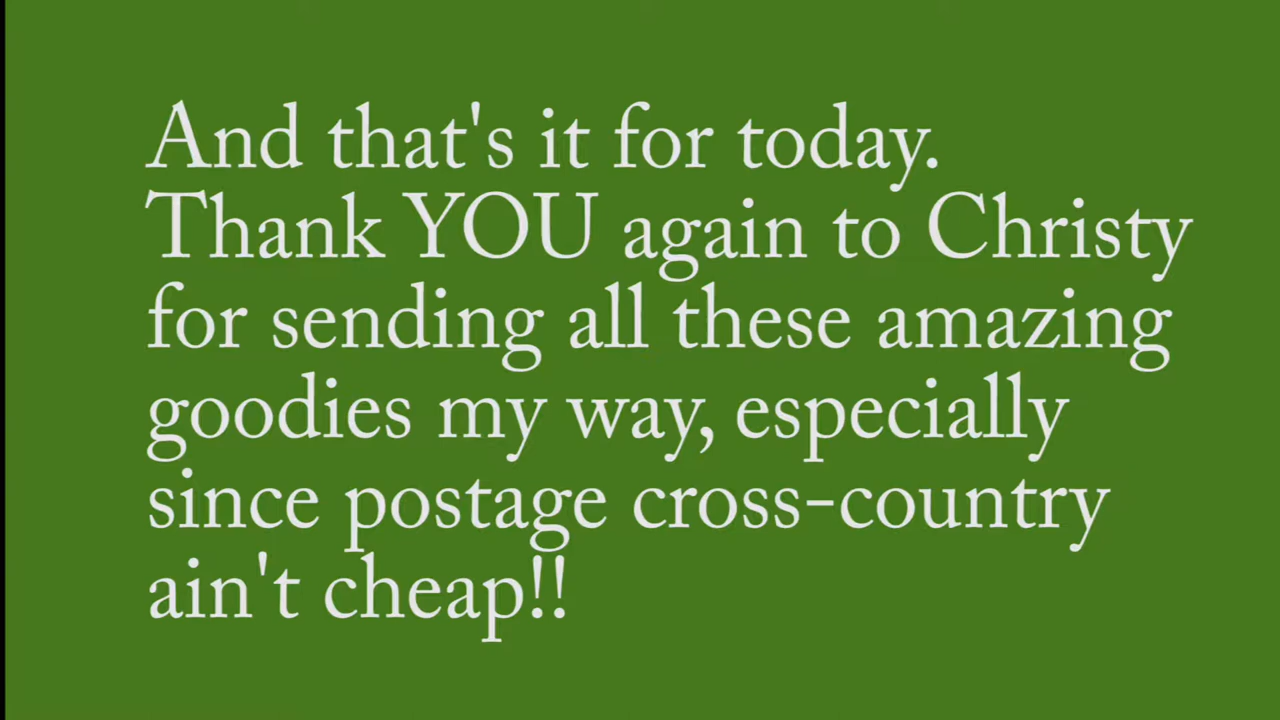 And that's it for today.
Thank YOU again to Christy
for sending all these amazing
goodies my way, especially
since postage cross-country
ain't cheap!!